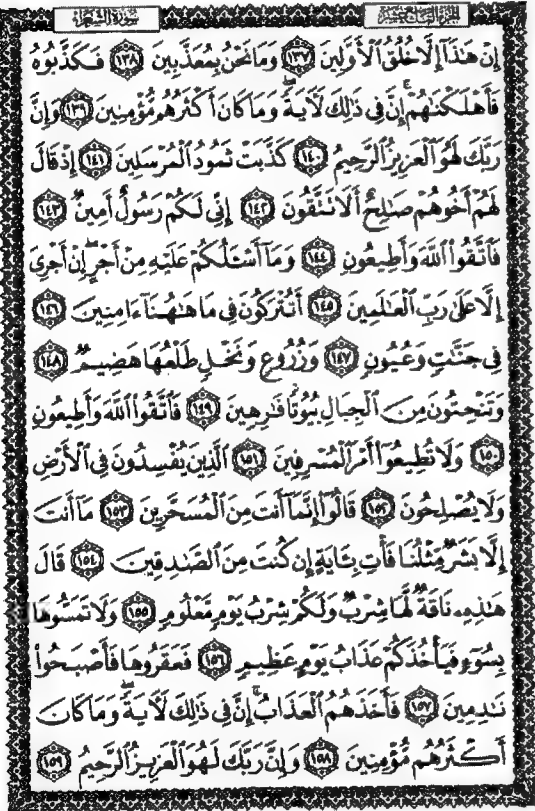 الجزء التاسع عشر سورة الشعراء
إِنْ هَٰذَآ إِلَّا خُلُقُ ٱلْأَوَّلِينَ ١٣٧ وَمَا نَحْنُ بِمُعَذَّبِينَ ١٣٨ فَكَذَّبُوهُ
فَأَهْلَكْنَٰهُمْ ۚ إِنَّ فِى ذَٰلِكَ لَءَايَةً ۖ وَمَا كَانَ أَكْثَرُهُم مُّؤْمِنِينَ ١٣٩ وَإِنَّ
رَبَّكَ لَهُوَ ٱلْعَزِيزُ ٱلرَّحِيمُ ١٤٠ كَذَّبَتْ ثَمُودُ ٱلْمُرْسَلِينَ ١٤١ إِذْ قَالَ
لَهُمْ أَخُوهُمْ صَٰلِحٌ أَلَا تَتَّقُونَ ١٤٢ إِنِّى لَكُمْ رَسُولٌ أَمِينٌ ١٤٣
فَٱتَّقُوا۟ ٱللَّهَ وَأَطِيعُونِ ١٤٤ وَمَآ أَسْـَٔلُكُمْ عَلَيْهِ مِنْ أَجْرٍ ۖ إِنْ أَجْرِىَ
إِلَّا عَلَىٰ رَبِّ ٱلْعَٰلَمِينَ ١٤٥ أَتُتْرَكُونَ فِى مَا هَٰهُنَآ ءَامِنِينَ ١٤٦
فِى جَنَّٰتٍ وَعُيُونٍ ١٤٧ وَزُرُوعٍ وَنَخْلٍ طَلْعُهَا هَضِيمٌ ١٤٨
وَتَنْحِتُونَ مِنَ ٱلْجِبَالِ بُيُوتًا فَٰرِهِينَ ١٤٩ فَٱتَّقُوا۟ ٱللَّهَ وَأَطِيعُونِ
١٥٠ وَلَا تُطِيعُوٓا۟ أَمْرَ ٱلْمُسْرِفِينَ ١٥١ ٱلَّذِينَ يُفْسِدُونَ فِى ٱلْأَرْضِ
وَلَا يُصْلِحُونَ ١٥٢ قَالُوٓا۟ إِنَّمَآ أَنتَ مِنَ ٱلْمُسَحَّرِينَ ١٥٣ مَآ أَنتَ
إِلَّا بَشَرٌ مِّثْلُنَا فَأْتِ بِـَٔايَةٍ إِن كُنتَ مِنَ ٱلصَّٰدِقِينَ ١٥٤ قَالَ
هَٰذِهِۦ نَاقَةٌ لَّهَا شِرْبٌ وَلَكُمْ شِرْبُ يَوْمٍ مَّعْلُومٍ ١٥٥ وَلَا تَمَسُّوهَا
بِسُوٓءٍ فَيَأْخُذَكُمْ عَذَابُ يَوْمٍ عَظِيمٍ ١٥٦ فَعَقَرُوهَا فَأَصْبَحُوا۟
نَٰدِمِينَ ١٥٧ فَأَخَذَهُمُ ٱلْعَذَابُ ۗ إِنَّ فِى ذَٰلِكَ لَءَايَةً ۖ وَمَا كَانَ
أَكْثَرُهُم مُّؤْمِنِينَ ١٥٨ وَإِنَّ رَبَّكَ لَهُوَ ٱلْعَزِيزُ ٱلرَّحِيمُ ١٥٩